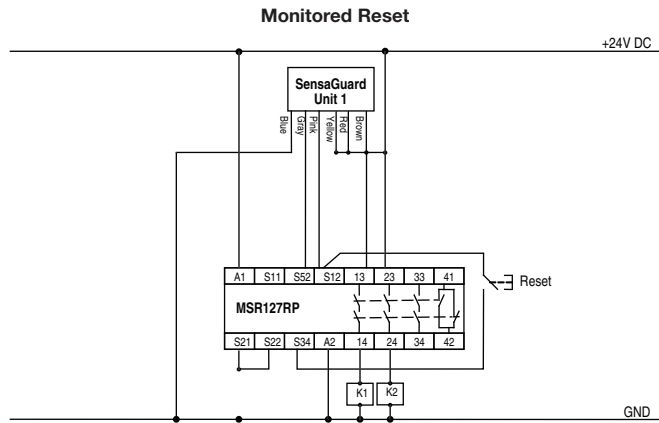 Monitored Reset
+24V DC
SensaGuard
Unit 1
Blue
Gray
Pink
Yellow
Red
Brown
A1 S11 S52 S12 13 23 33 41
Reset
MSR127RP
S21 S22 S34 A2 14 24 34 42
K1 K2
GND